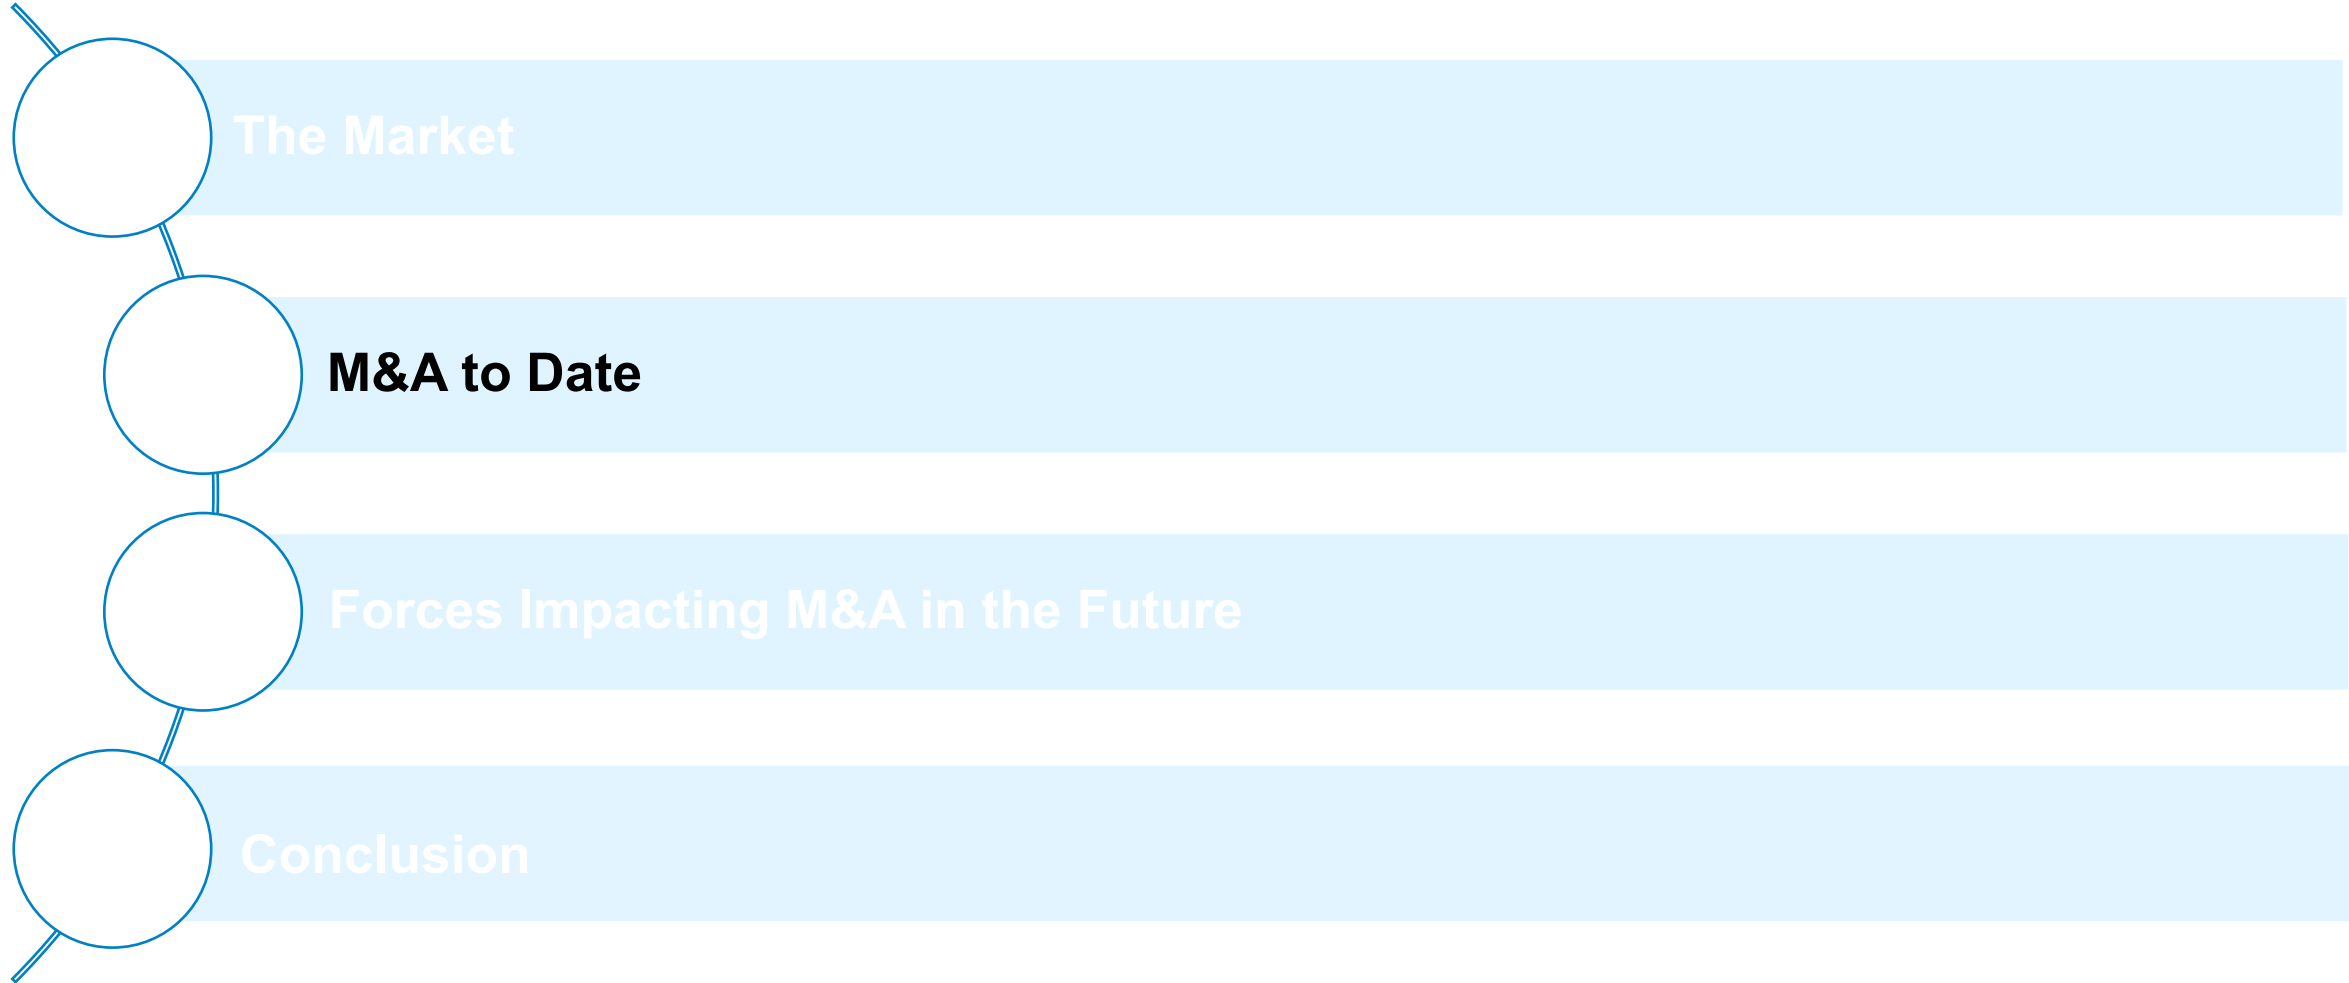 The Market
M&A to Date
Forces Impacting M&A in the Future
Conclusion